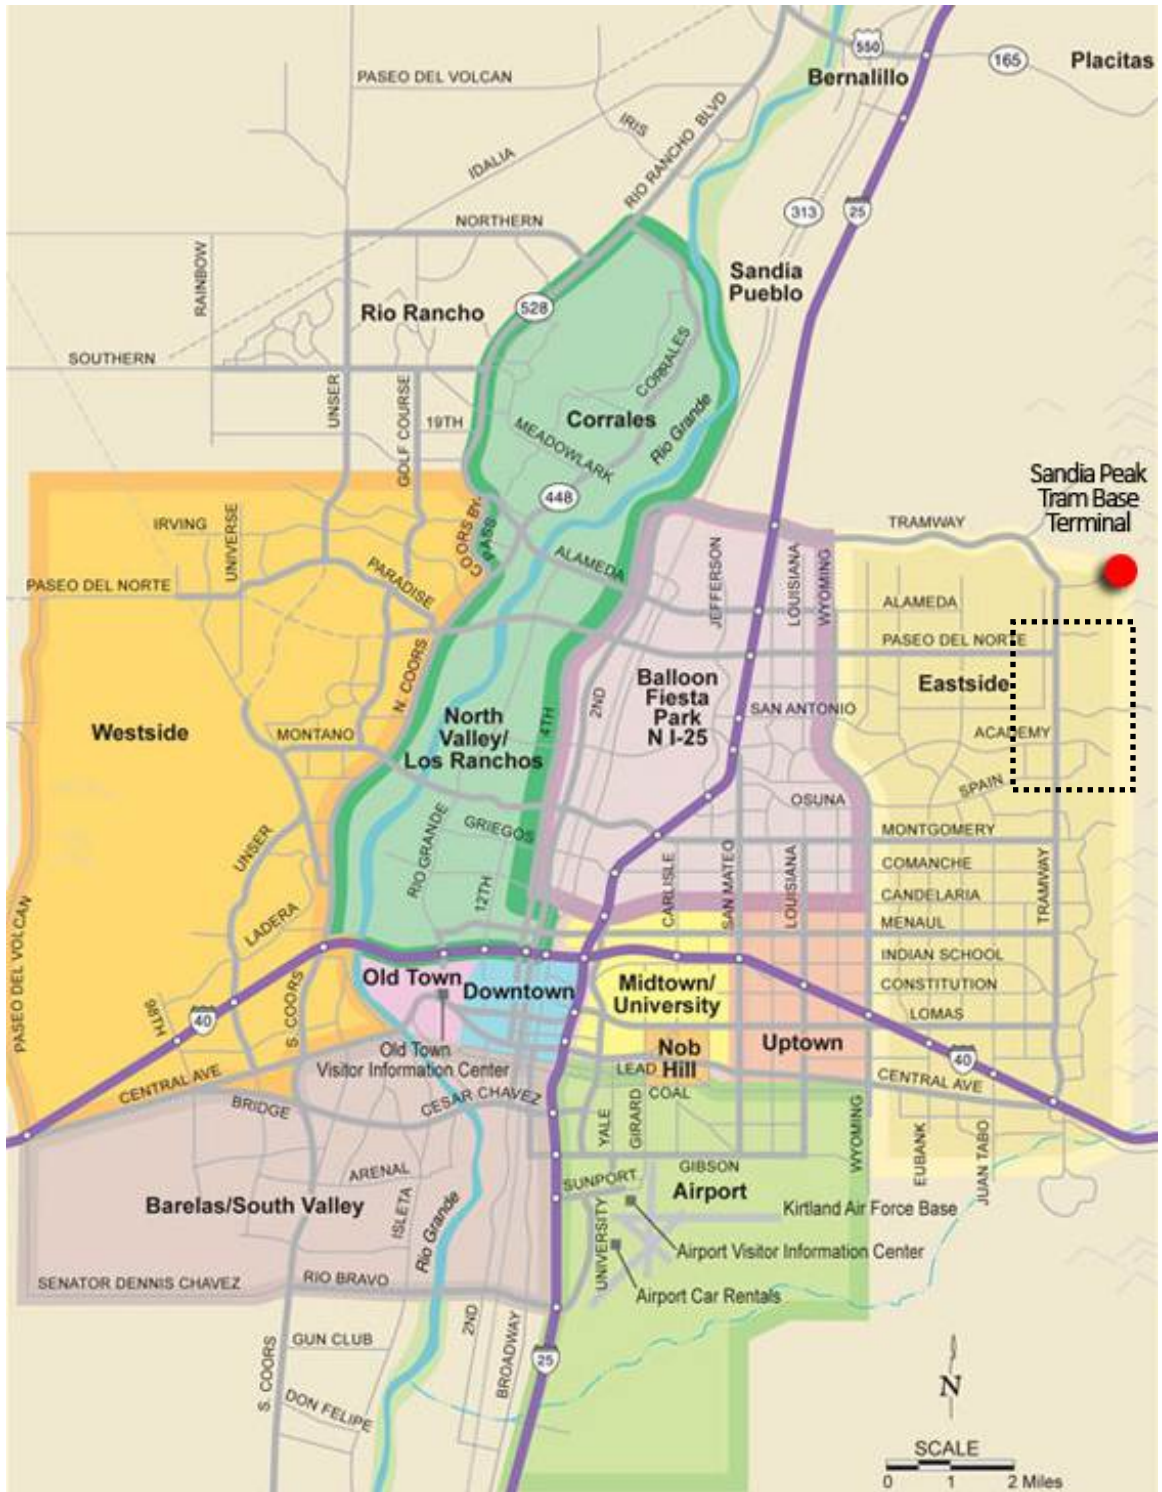 PASEO DEL VOLCAN
550
165
Placitas
Bernalillo
IRIS
RIO RANCHO BLVD
IDALIA
NORTHERN
313
25
RAINBOW
Sandia
Pueblo
Rio Rancho
528
SOUTHERN
UNSER
GOLF COURSE
19TH
CORRALES
Corrales
MEADOWLARK
Rio Grande
448
Sandia Peak
Tram Base
Terminal
IRVING
UNIVERSE
COORS BY-
PASS
TRAMWAY
ALAMEDA
JEFFERSON
LOUISIANA
WYOMING
PASEO DEL NORTE
PARADISE
ALAMEDA
PASEO DEL NORTE
N. COORS
Balloon
Fiesta
Park
N I-25
2ND
4TH
Eastside
SAN ANTONIO
Westside
MONTANO
North
Valley/
Los Ranchos
ACADEMY
SPAIN
OSUNA
UNSER
RIO GRANDE
GRIEGOS
MONTGOMERY
CARLISLE
SAN MATEO
LOUISIANA
COMANCHE
TRAMWAY
12TH
CANDELARIA
PASEO DEL VOLCAN
LADERA
MENAUL
INDIAN SCHOOL
Old Town
Downtown
Midtown/
University
CONSTITUTION
98TH
40
S. COORS
LOMAS
Uptown
Old Town
Visitor Information Center
Nob
Hill
LEAD
40
CENTRAL AVE
CENTRAL AVE
COAL
BRIDGE
CESAR CHAVEZ
YALE
GIRARD
WYOMING
EUBANK
JUAN TABO
ARENAL
GIBSON
SUNPORT
Airport
Barelas/South Valley
ISLETA
Rio Grande
Kirtland Air Force Base
UNIVERSITY
Airport Visitor Information Center
SENATOR DENNIS CHAVEZ
RIO BRAVO
Airport Car Rentals
2ND
BROADWAY
GUN CLUB
S. COORS
25
DON FELIPE
N
SCALE
0 1 2 Miles